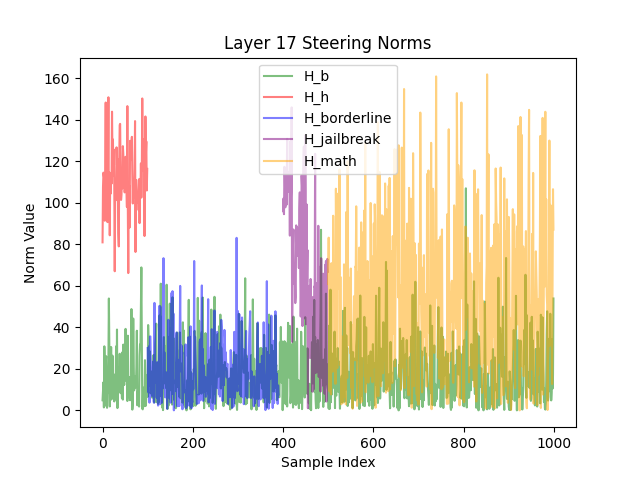 Layer 17 Steering Norms
H_b
H_h
H_borderline
H_jailbreak
H_math
Norm Value
160
140
120
100
80
60
40
20
0
0 200 400 600 800 1000
Sample Index